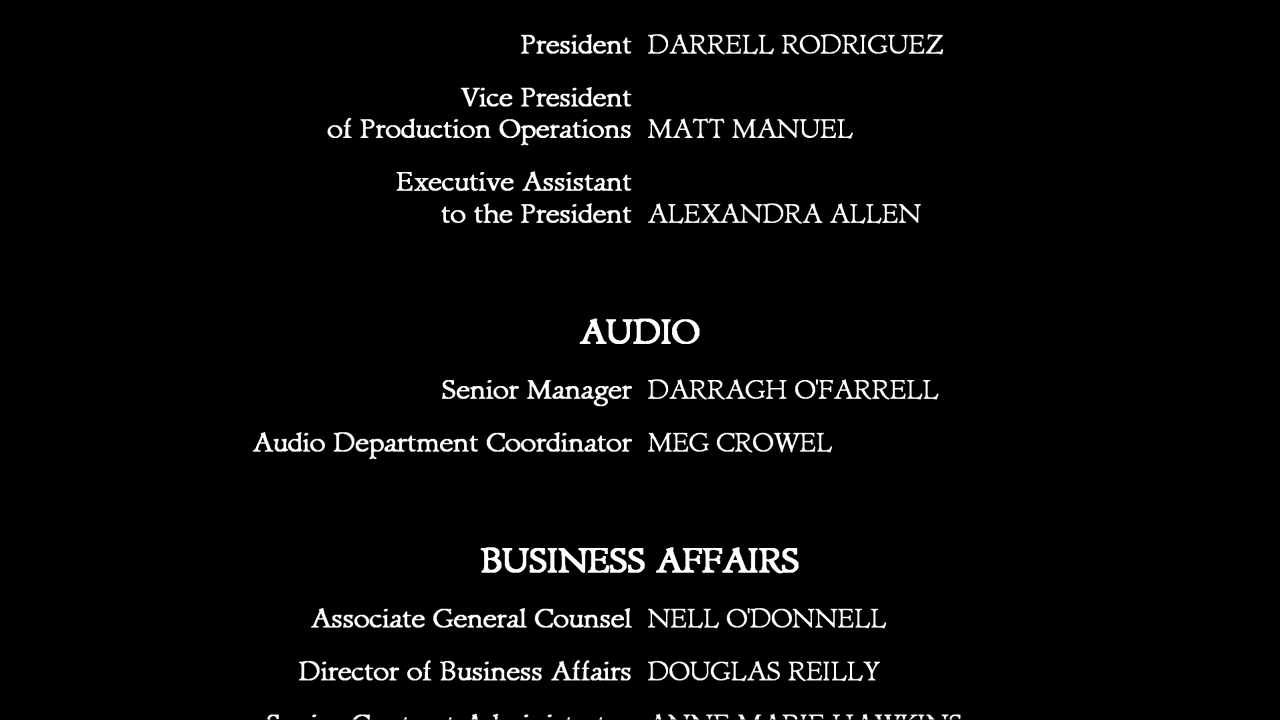 President DARRELL RODRIGUEZ
Vice President
of Production Operations MATT MANUEL
Executive Assistant
to the President ALEXANDRA ALLEN
AUDIO
Senior Manager DARRAGH O'FARRELL
Audio Department Coordinator MEG CROWEL
BUSINESS AFFAIRS
Associate General Counsel NELL O'DONNELL
Director of Business Affairs DOUGLAS REILLY